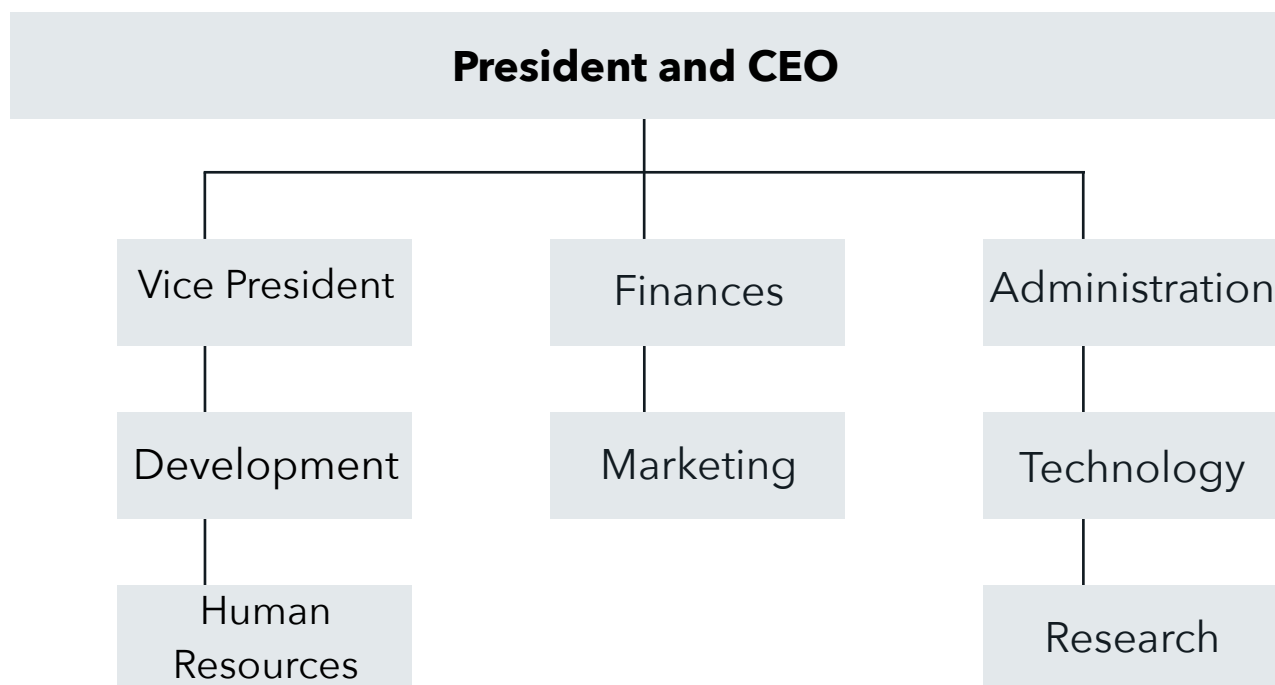 President and CEO
Vice President
Finances
Administration
Development
Marketing
Technology
Human
Resources
Research